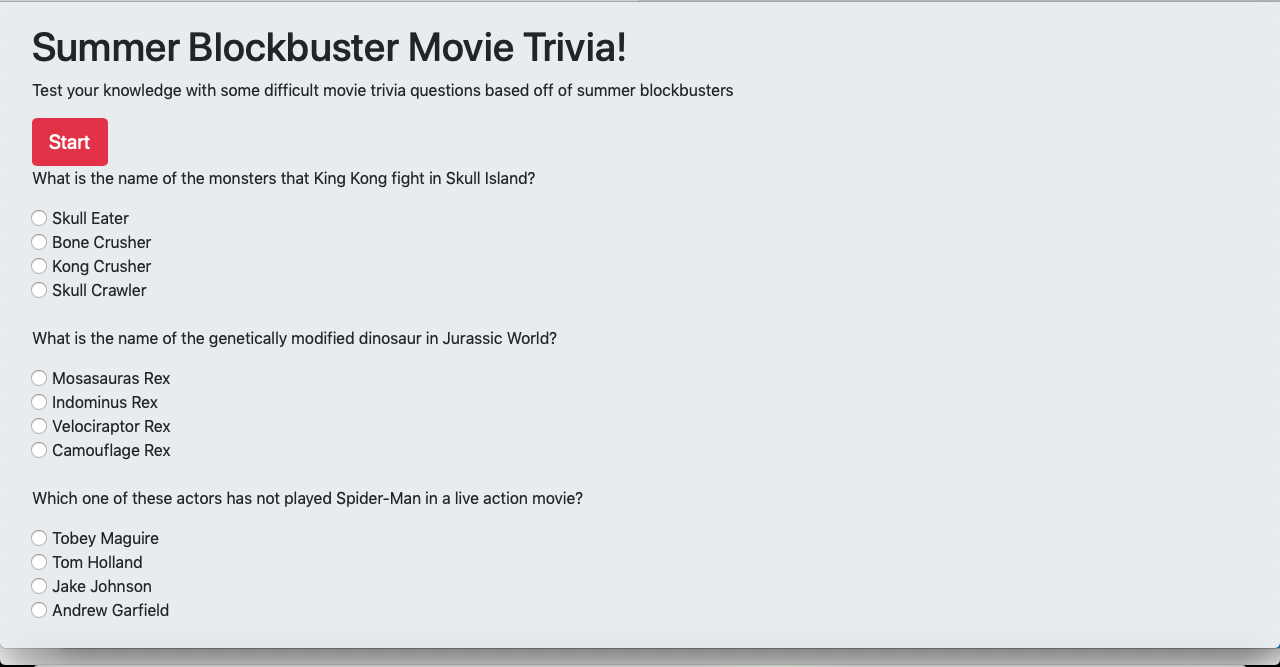 Summer Blockbuster Movie Trivia!
Test your knowledge with some difficult movie trivia questions based off of summer blockbusters
Start
What is the name of the monsters that King Kong fight in Skull Island?
Skull Eater
Bone Crusher
Kong Crusher
Skull Crawler
What is the name of the genetically modified dinosaur in Jurassic World?
Mosasauras Rex
Indominus Rex
Velociraptor Rex
Camouflage Rex
Which one of these actors has not played Spider-Man in a live action movie?
Tobey Maguire
Tom Holland
Jake Johnson
Andrew Garfield